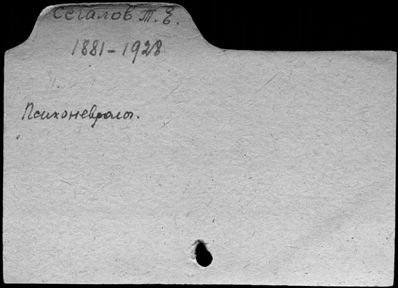 Сегалов Т. Е.
1881-1928
Психоневролог.